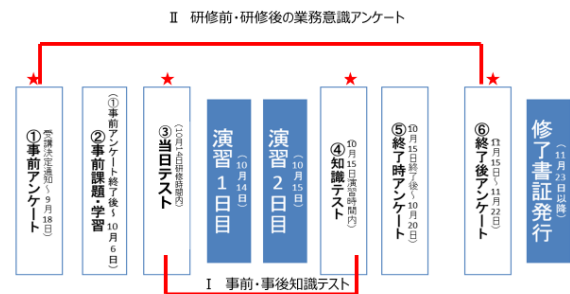 Ⅱ 研修前・研修後の業務意識アンケート
①事前アンケート
(受講決定通知～9月18日)
②事前課題・学習
(①事前アンケート終了後～10月6日)
③当日テスト
(10月14日研修時間内)
演習1日目
(10月14日)
演習2日目
(10月15日)
④知識テスト
(10月15日演習時間内)
⑤終了時アンケート
(10月15日終了後～10月20日)
⑥終了後アンケート
(11月15日～11月22日)
修了書証発行
(11月23日以降)
Ⅰ 事前・事後知識テスト